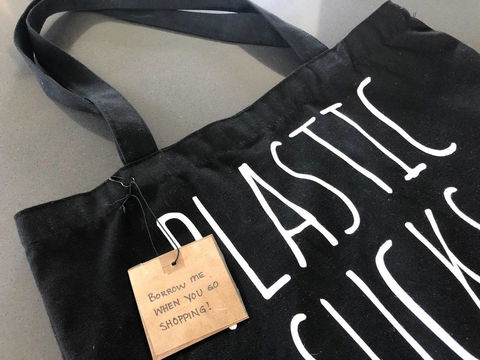 PLASTIC
SUCKS
BORROW ME
WHEN YOU GO
SHOPPING!